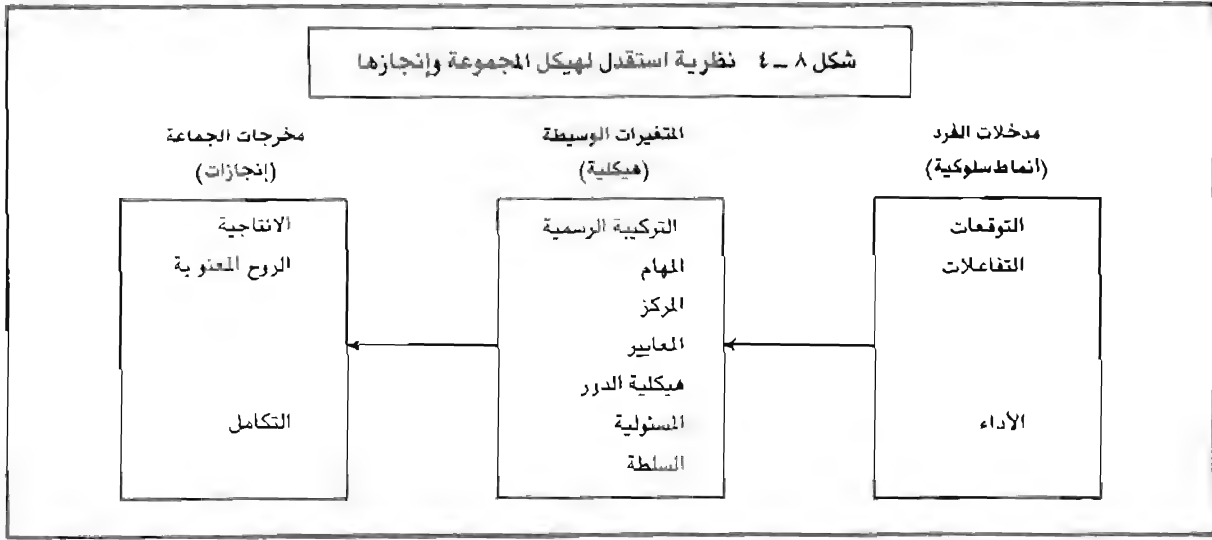 شكل ٨ – ٤ نظرية استقدل لهيكل المجموعة وإنجازها
مدخلات الفرد
(أنماط سلوكية)
التوقعات
التفاعلات
الأداء
المتغيرات الوسيطة
(هيكلية)
التركيبة الرسمية
المهام
المركز
المعايير
هيكلية الدور
المسئولية
السلطة
مخرجات الجماعة
(إنجازات)
الانتاجية
الروح المعنوية
التكامل